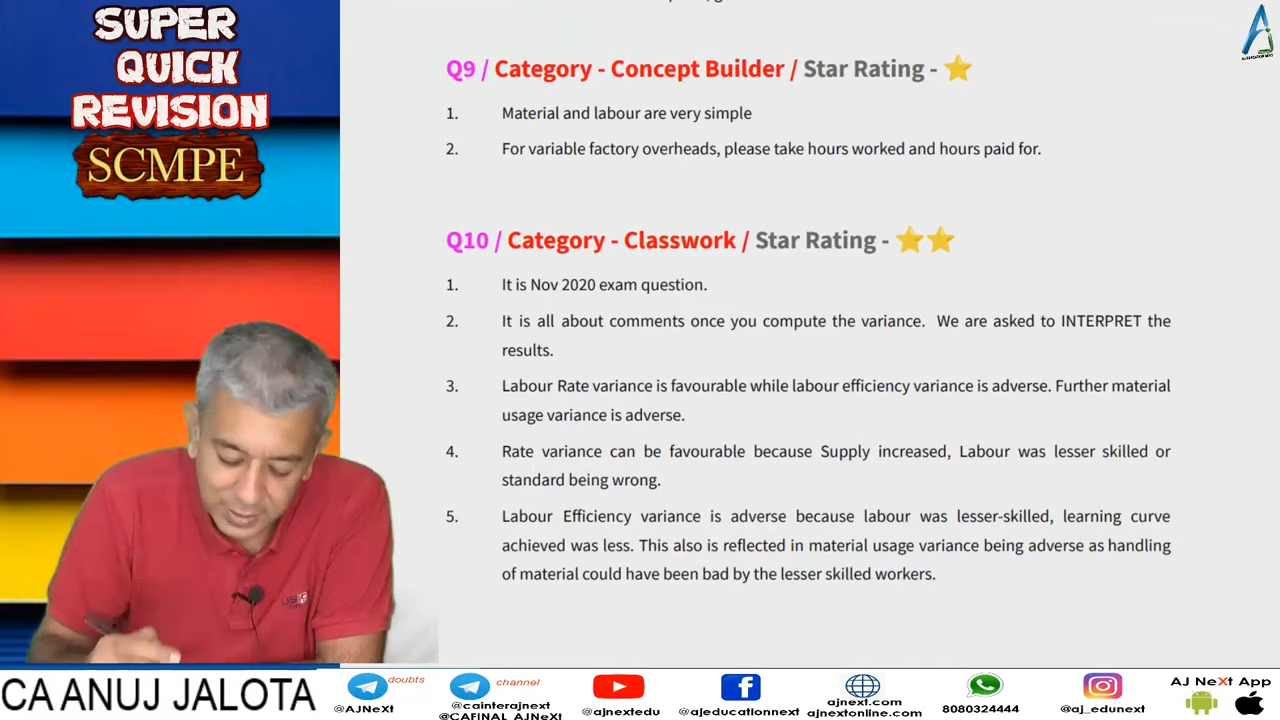 SUPER
QUICK
REVISION
SCMPE
Q9 / Category - Concept Builder / Star Rating -
1. Material and labour are very simple
2. For variable factory overheads, please take hours worked and hours paid for.
Q10 / Category - Classwork / Star Rating -
1. It is Nov 2020 exam question.
2. It is all about comments once you compute the variance. We are asked to INTERPRET the
results.
3. Labour Rate variance is favourable while labour efficiency variance is adverse. Further material
usage variance is adverse.
4. Rate variance can be favourable because Supply increased, Labour was lesser skilled or
standard being wrong.
5. Labour Efficiency variance is adverse because labour was lesser-skilled, learning curve
achieved was less. This also is reflected in material usage variance being adverse as handling
of material could have been bad by the lesser skilled workers.
CA ANUJ JALOTA
doubts
@AJNeXt
channel
@cainterajnext
@CAFINAL_AJNeXt
@ajnextedu
@ajeducationnext
ajnext.com
ajnextonline.com
8080324444
@aj_edunext
AJ NeXt App